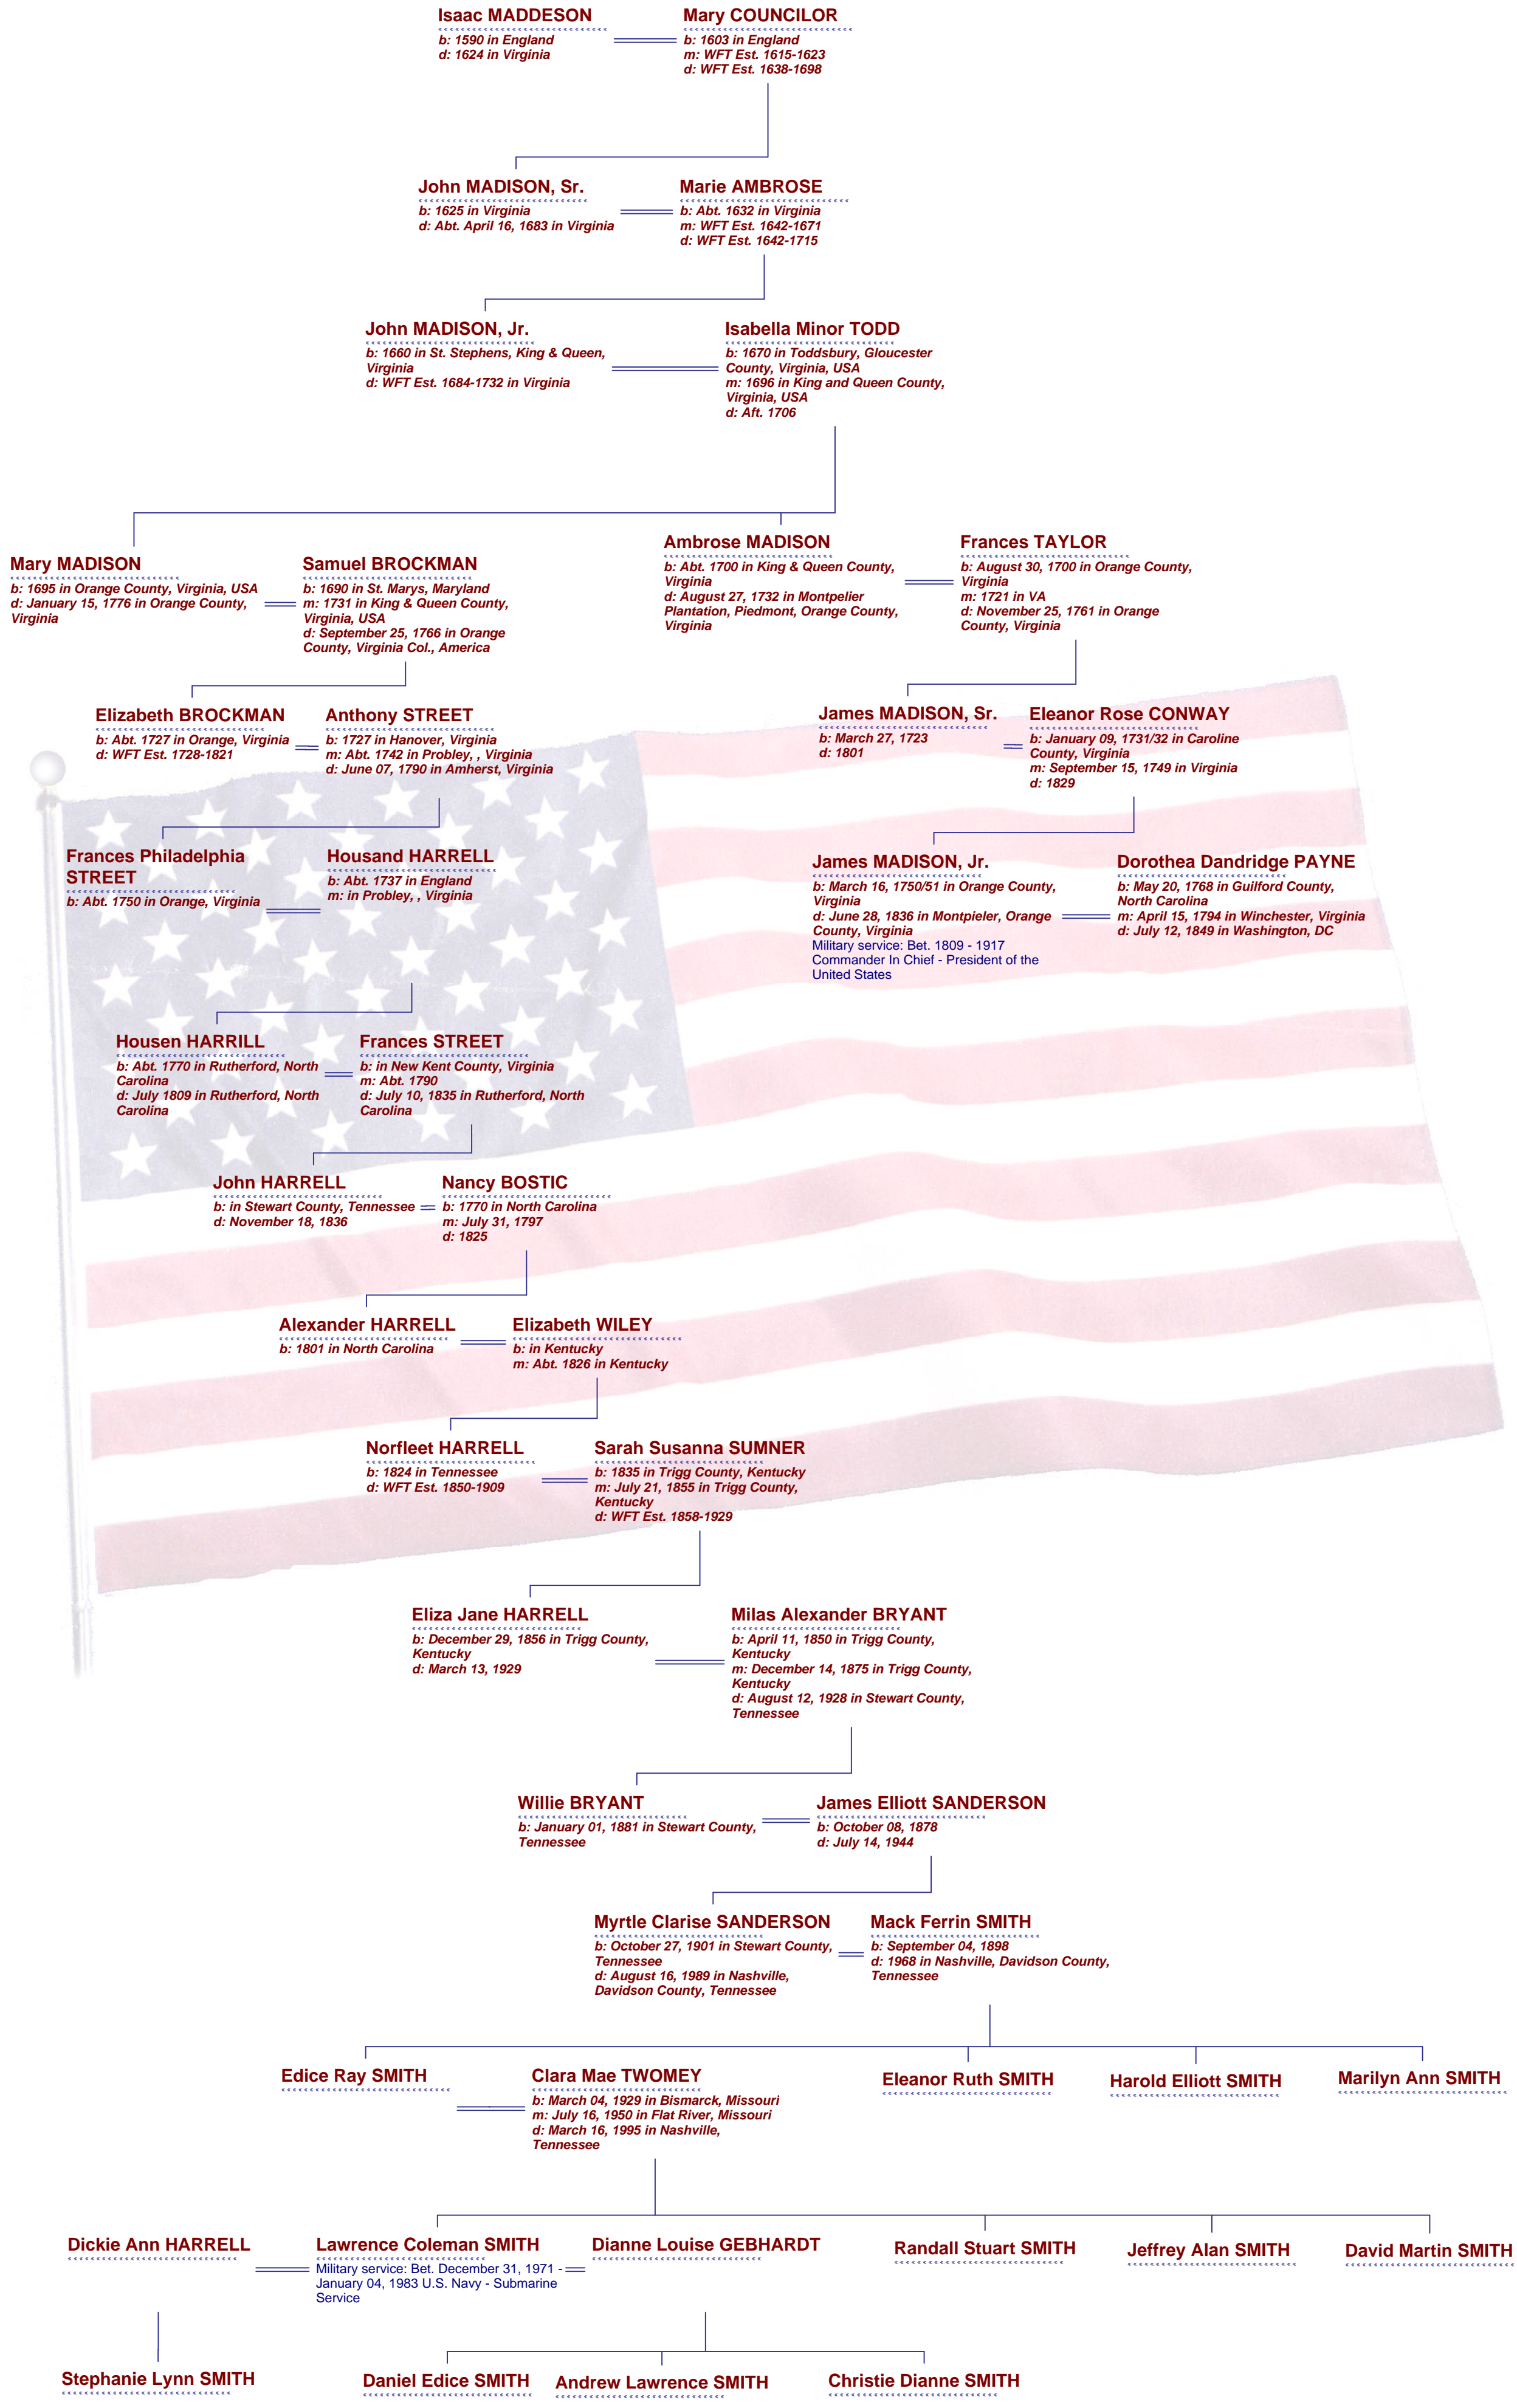 Isaac MADDESON
b: 1590 in England
d: 1624 in Virginia
Mary COUNCILOR
b: 1603 in England
m: WFT Est. 1615-1623
d: WFT Est. 1638-1698
John MADISON, Sr.
b: 1625 in Virginia
d: Abt. April 16, 1683 in Virginia
Marie AMBROSE
b: Abt. 1632 in Virginia
m: WFT Est. 1642-1671
d: WFT Est. 1642-1715
John MADISON, Jr.
b: 1660 in St. Stephens, King & Queen,
Virginia
d: WFT Est. 1684-1732 in Virginia
Isabella Minor TODD
b: 1670 in Toddsbury, Gloucester
County, Virginia, USA
m: 1696 in King and Queen County,
Virginia, USA
d: Aft. 1706
Mary MADISON
b: 1695 in Orange County, Virginia, USA
d: January 15, 1776 in Orange County,
Virginia
Samuel BROCKMAN
b: 1690 in St. Marys, Maryland
m: 1731 in King & Queen County,
Virginia, USA
d: September 25, 1766 in Orange
County, Virginia Col., America
Ambrose MADISON
b: Abt. 1700 in King & Queen County,
Virginia
d: August 27, 1732 in Montpelier
Plantation, Piedmont, Orange County,
Virginia
Frances TAYLOR
b: August 30, 1700 in Orange County,
Virginia
m: 1721 in VA
d: November 25, 1761 in Orange
County, Virginia
Elizabeth BROCKMAN
b: Abt. 1727 in Orange, Virginia
d: WFT Est. 1728-1821
Anthony STREET
b: 1727 in Hanover, Virginia
m: Abt. 1742 in Probley, , Virginia
d: June 07, 1790 in Amherst, Virginia
James MADISON, Sr.
b: March 27, 1723
d: 1801
Eleanor Rose CONWAY
b: January 09, 1731/32 in Caroline
County, Virginia
m: September 15, 1749 in Virginia
d: 1829
Frances Philadelphia
STREET
b: Abt. 1750 in Orange, Virginia
Housand HARRELL
b: Abt. 1737 in England
m: in Probley, , Virginia
James MADISON, Jr.
b: March 16, 1750/51 in Orange County,
Virginia
d: June 28, 1836 in Montpieler, Orange
County, Virginia
Military service: Bet. 1809 - 1917
Commander In Chief - President of the
United States
Dorothea Dandridge PAYNE
b: May 20, 1768 in Guilford County,
North Carolina
m: April 15, 1794 in Winchester, Virginia
d: July 12, 1849 in Washington, DC
Housen HARRILL
b: Abt. 1770 in Rutherford, North
Carolina
d: July 1809 in Rutherford, North
Carolina
Frances STREET
b: in New Kent County, Virginia
m: Abt. 1790
d: July 10, 1835 in Rutherford, North
Carolina
John HARRELL
b: in Stewart County, Tennessee
d: November 18, 1836
Nancy BOSTIC
b: 1770 in North Carolina
m: July 31, 1797
d: 1825
Alexander HARRELL
b: 1801 in North Carolina
Elizabeth WILEY
b: in Kentucky
m: Abt. 1826 in Kentucky
Norfleet HARRELL
b: 1824 in Tennessee
d: WFT Est. 1850-1909
Sarah Susanna SUMNER
b: 1835 in Trigg County, Kentucky
m: July 21, 1855 in Trigg County,
Kentucky
d: WFT Est. 1858-1929
Eliza Jane HARRELL
b: December 29, 1856 in Trigg County,
Kentucky
d: March 13, 1929
Milas Alexander BRYANT
b: April 11, 1850 in Trigg County,
Kentucky
m: December 14, 1875 in Trigg County,
Kentucky
d: August 12, 1928 in Stewart County,
Tennessee
Willie BRYANT
b: January 01, 1881 in Stewart County,
Tennessee
James Elliott SANDERSON
b: October 08, 1878
d: July 14, 1944
Myrtle Clarise SANDERSON
b: October 27, 1901 in Stewart County,
Tennessee
d: August 16, 1989 in Nashville,
Davidson County, Tennessee
Mack Ferrin SMITH
b: September 04, 1898
d: 1968 in Nashville, Davidson County,
Tennessee
Edice Ray SMITH
Clara Mae TWOMEY
b: March 04, 1929 in Bismarck, Missouri
m: July 16, 1950 in Flat River, Missouri
d: March 16, 1995 in Nashville,
Tennessee
Eleanor Ruth SMITH
Harold Elliott SMITH
Marilyn Ann SMITH
Dickie Ann HARRELL
Lawrence Coleman SMITH
Military service: Bet. December 31, 1971 -
January 04, 1983 U.S. Navy - Submarine
Service
Dianne Louise GEBHARDT
Randall Stuart SMITH
Jeffrey Alan SMITH
David Martin SMITH
Stephanie Lynn SMITH
Daniel Edice SMITH
Andrew Lawrence SMITH
Christie Dianne SMITH